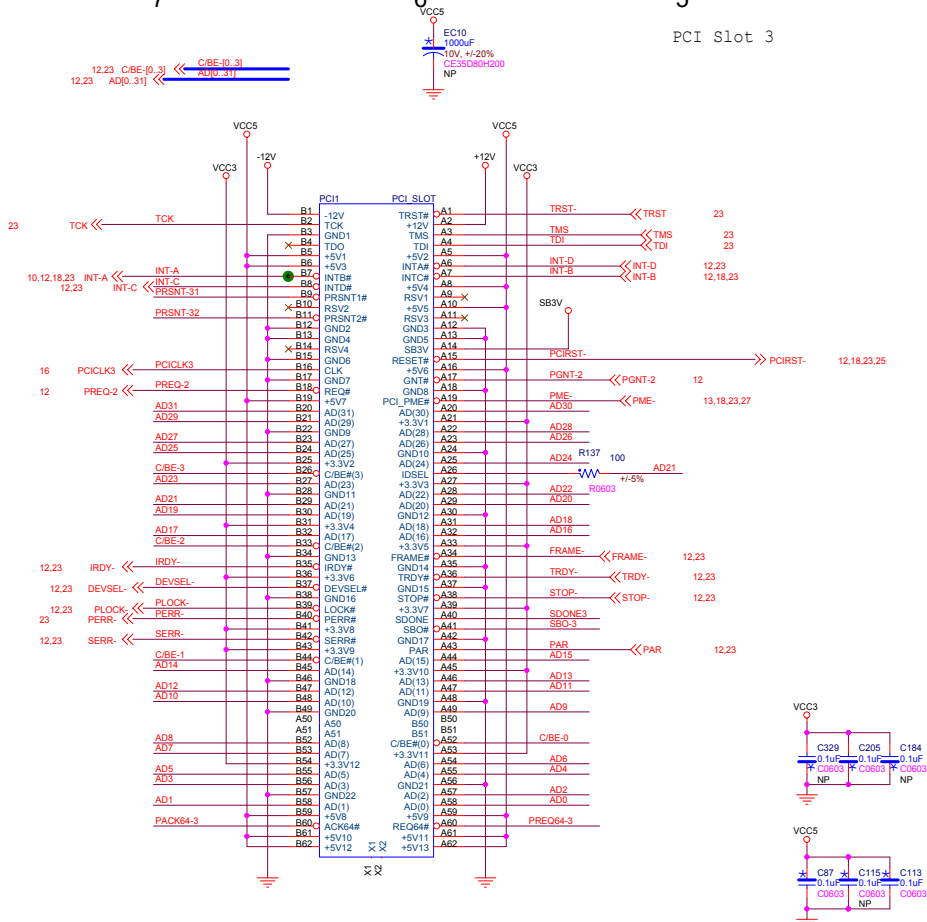 7
6
5
PCI Slot 3
VCC5
EC10
1000uF
10V, +/-20%
CE35D80H200
NP
12,23 C/BE-[0..3] C/BE-[0..3]
12,23 AD[0..31] AD[0..31]
VCC5
VCC3
-12V
+12V
VCC5
VCC3
PCI1 PCI_SLOT
B1 -12V TRST# A1 TRST- TRST 23
23 TCK TCK B2 TCK +12V A2
B3 GND1 TMS A3 TMS TMS 23
B4 TDO TDI A4 TDI TDI 23
B5 +5V1 +5V2 A5
B6 +5V3 INTA# A6 INT-D INT-D 12,23
10,12,18,23 INT-A INT-A B7 INTB# INTC# A7 INT-B INT-B 12,18,23
12,23 INT-C INT-C B8 INTD# +5V4 A8
PRSNT-31 B9 PRSNT1# RSV1 A9
B10 RSV2 +5V5 A10
PRSNT-32 B11 PRSNT2# RSV3 A11
SB3V
B12 GND2 GND3 A12
B13 GND4 GND5 A13
B14 RSV4 SB3V A14
B15 GND6 RESET# A15 PCIRST- PCIRST- 12,18,23,25
16 PCICLK3 PCICLK3 B16 CLK +5V6 A16
B17 GND7 GNT# A17 PGNT-2 PGNT-2 12
12 PREQ-2 PREQ-2 B18 REQ# GND8 A18
B19 +5V7 PCI_PME# A19 PME- PME- 13,18,23,27
AD31 B20 AD(31) AD(30) A20 AD30
AD29 B21 AD(29) +3.3V1 A21
B22 GND9 AD(28) A22 AD28
AD27 B23 AD(27) AD(26) A23 AD26
AD25 B24 AD(25) GND10 A24
B25 +3.3V2 AD(24) A25 AD24
C/BE-3 B26 C/BE#(3) IDSEL A26 R137 100 +/-5% R0603 AD21
AD23 B27 AD(23) +3.3V3 A27
B28 GND11 AD(22) A28 AD22
AD21 B29 AD(21) AD(20) A29 AD20
AD19 B30 AD(19) GND12 A30
B31 +3.3V4 AD(18) A31 AD18
AD17 B32 AD(17) AD(16) A32 AD16
C/BE-2 B33 C/BE#(2) +3.3V5 A33
B34 GND13 FRAME# A34 FRAME- FRAME- 12,23
12,23 IRDY- IRDY- B35 IRDY# GND14 A35
B36 +3.3V6 TRDY# A36 TRDY- TRDY- 12,23
12,23 DEVSEL- DEVSEL- B37 DEVSEL# GND15 A37
B38 GND16 STOP# A38 STOP- STOP- 12,23
12,23 PLOCK- PLOCK- B39 LOCK# +3.3V7 A39
23 PERR- PERR- B40 PERR# SDONE A40 SDONE3
B41 +3.3V8 SBO# A41 SBO-3
12,23 SERR- SERR- B42 SERR# GND17 A42
B43 +3.3V9 PAR A43 PAR PAR 12,23
C/BE-1 B44 C/BE#(1) AD(15) A44 AD15
AD14 B45 AD(14) +3.3V10 A45
B46 GND18 AD(13) A46 AD13
AD12 B47 AD(12) AD(11) A47 AD11
AD10 B48 AD(10) GND19 A48
B49 GND20 AD(9) A49 AD9
A50 A50 B50 B50
A51 A51 B51 B51
AD8 B52 AD(8) C/BE#(0) A52 C/BE-0
AD7 B53 AD(7) +3.3V11 A53
B54 +3.3V12 AD(6) A54 AD6
AD5 B55 AD(5) AD(4) A55 AD4
AD3 B56 AD(3) GND21 A56
B57 GND22 AD(2) A57 AD2
AD1 B58 AD(1) AD(0) A58 AD0
B59 +5V8 +5V9 A59
PACK64-3 B60 ACK64# REQ64# A60 PREQ64-3
B61 +5V10 +5V11 A61
B62 +5V12 +5V13 A62
X1 X2
X1 X2
VCC3
C329 C205 C184
0.1uF 0.1uF 0.1uF
C0603 C0603 C0603
NP NP
VCC5
C87 C115 C113
0.1uF 0.1uF 0.1uF
C0603 C0603 C0603
NP